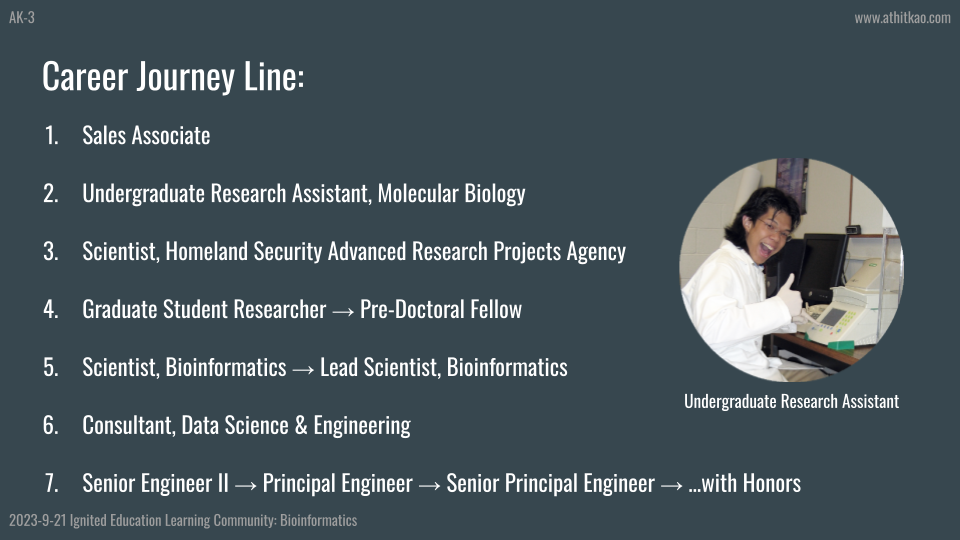 AK-3
www.athitkao.com
Career Journey Line:
1. Sales Associate
2. Undergraduate Research Assistant, Molecular Biology
3. Scientist, Homeland Security Advanced Research Projects Agency
4. Graduate Student Researcher → Pre-Doctoral Fellow
5. Scientist, Bioinformatics → Lead Scientist, Bioinformatics
Undergraduate Research Assistant
6. Consultant, Data Science & Engineering
7. Senior Engineer II → Principal Engineer → Senior Principal Engineer → ...with Honors
2023-9-21 Ignited Education Learning Community: Bioinformatics